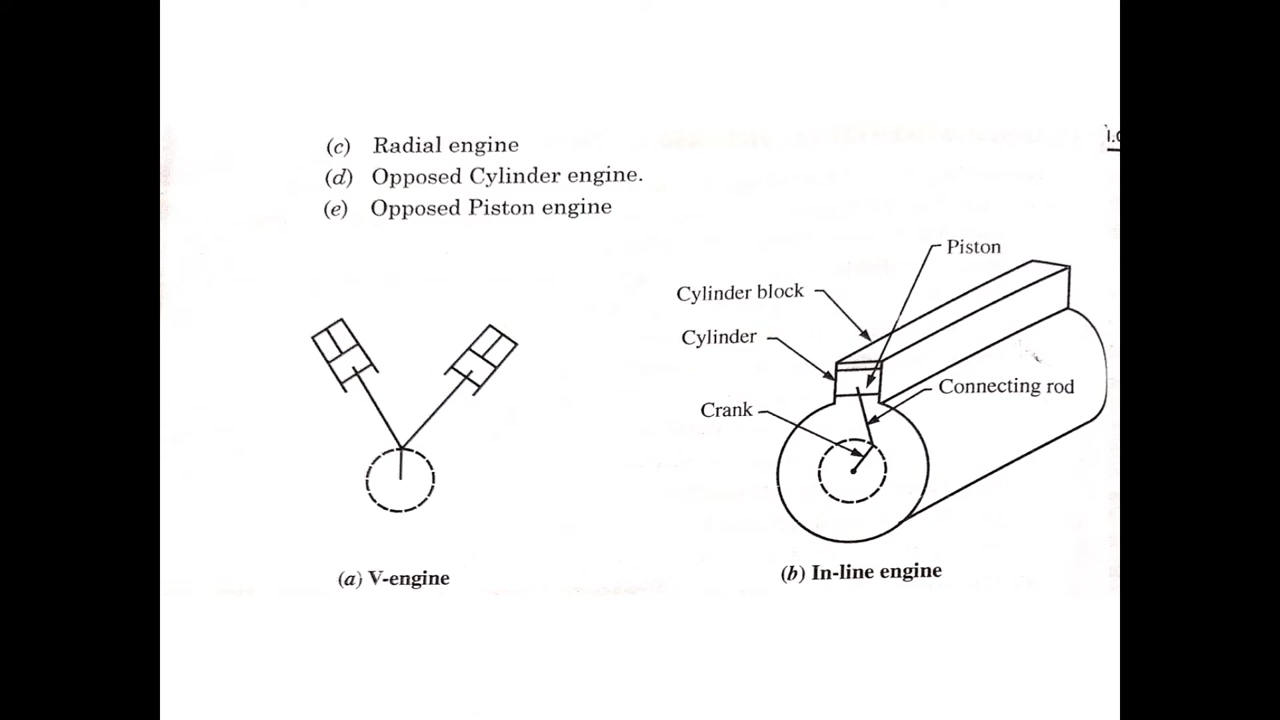 (c) Radial engine
(d) Opposed Cylinder engine.
(e) Opposed Piston engine
Piston
Cylinder block
Cylinder
Connecting rod
Crank
(a) V-engine
(b) In-line engine